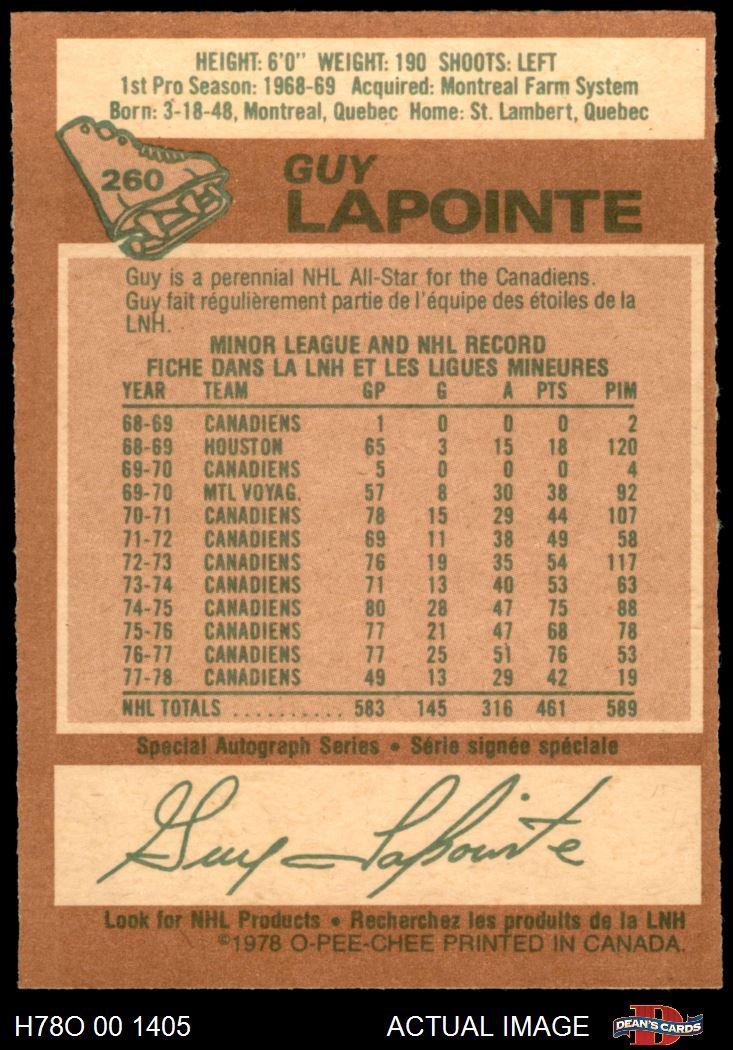 HEIGHT: 6'0" WEIGHT: 190 SHOOTS: LEFT
1st Pro Season: 1968-69 Acquired: Montreal Farm System
Born: 3-18-48, Montreal, Quebec Home: St. Lambert, Quebec
260
GUY
LAPOINTE
Guy is a perennial NHL All-Star for the Canadiens.
Guy fait régulièrement partie de l'équipe des étoiles de la
LNH.
MINOR LEAGUE AND NHL RECORD
FICHE DANS LA LNH ET LES LIGUES MINEURES
YEAR TEAM GP G A PTS PIM
68-69 CANADIENS 1 0 0 0 2
68-69 HOUSTON 65 3 15 18 120
69-70 CANADIENS 5 0 0 0 4
69-70 MTL VOYAG. 57 8 30 38 92
70-71 CANADIENS 78 15 29 44 107
71-72 CANADIENS 69 11 38 49 58
72-73 CANADIENS 76 19 35 54 117
73-74 CANADIENS 71 13 40 53 63
74-75 CANADIENS 80 28 47 75 88
75-76 CANADIENS 77 21 47 68 78
76-77 CANADIENS 77 25 51 76 53
77-78 CANADIENS 49 13 29 42 19
NHL TOTALS .......... 583 145 316 461 589
Special Autograph Series • Série signée spéciale
Guy Lapointe
Look for NHL Products • Recherchez les produits de la LNH
©1978 O-PEE-CHEE PRINTED IN CANADA.
H78O 00 1405 ACTUAL IMAGE D DEAN'S CARDS